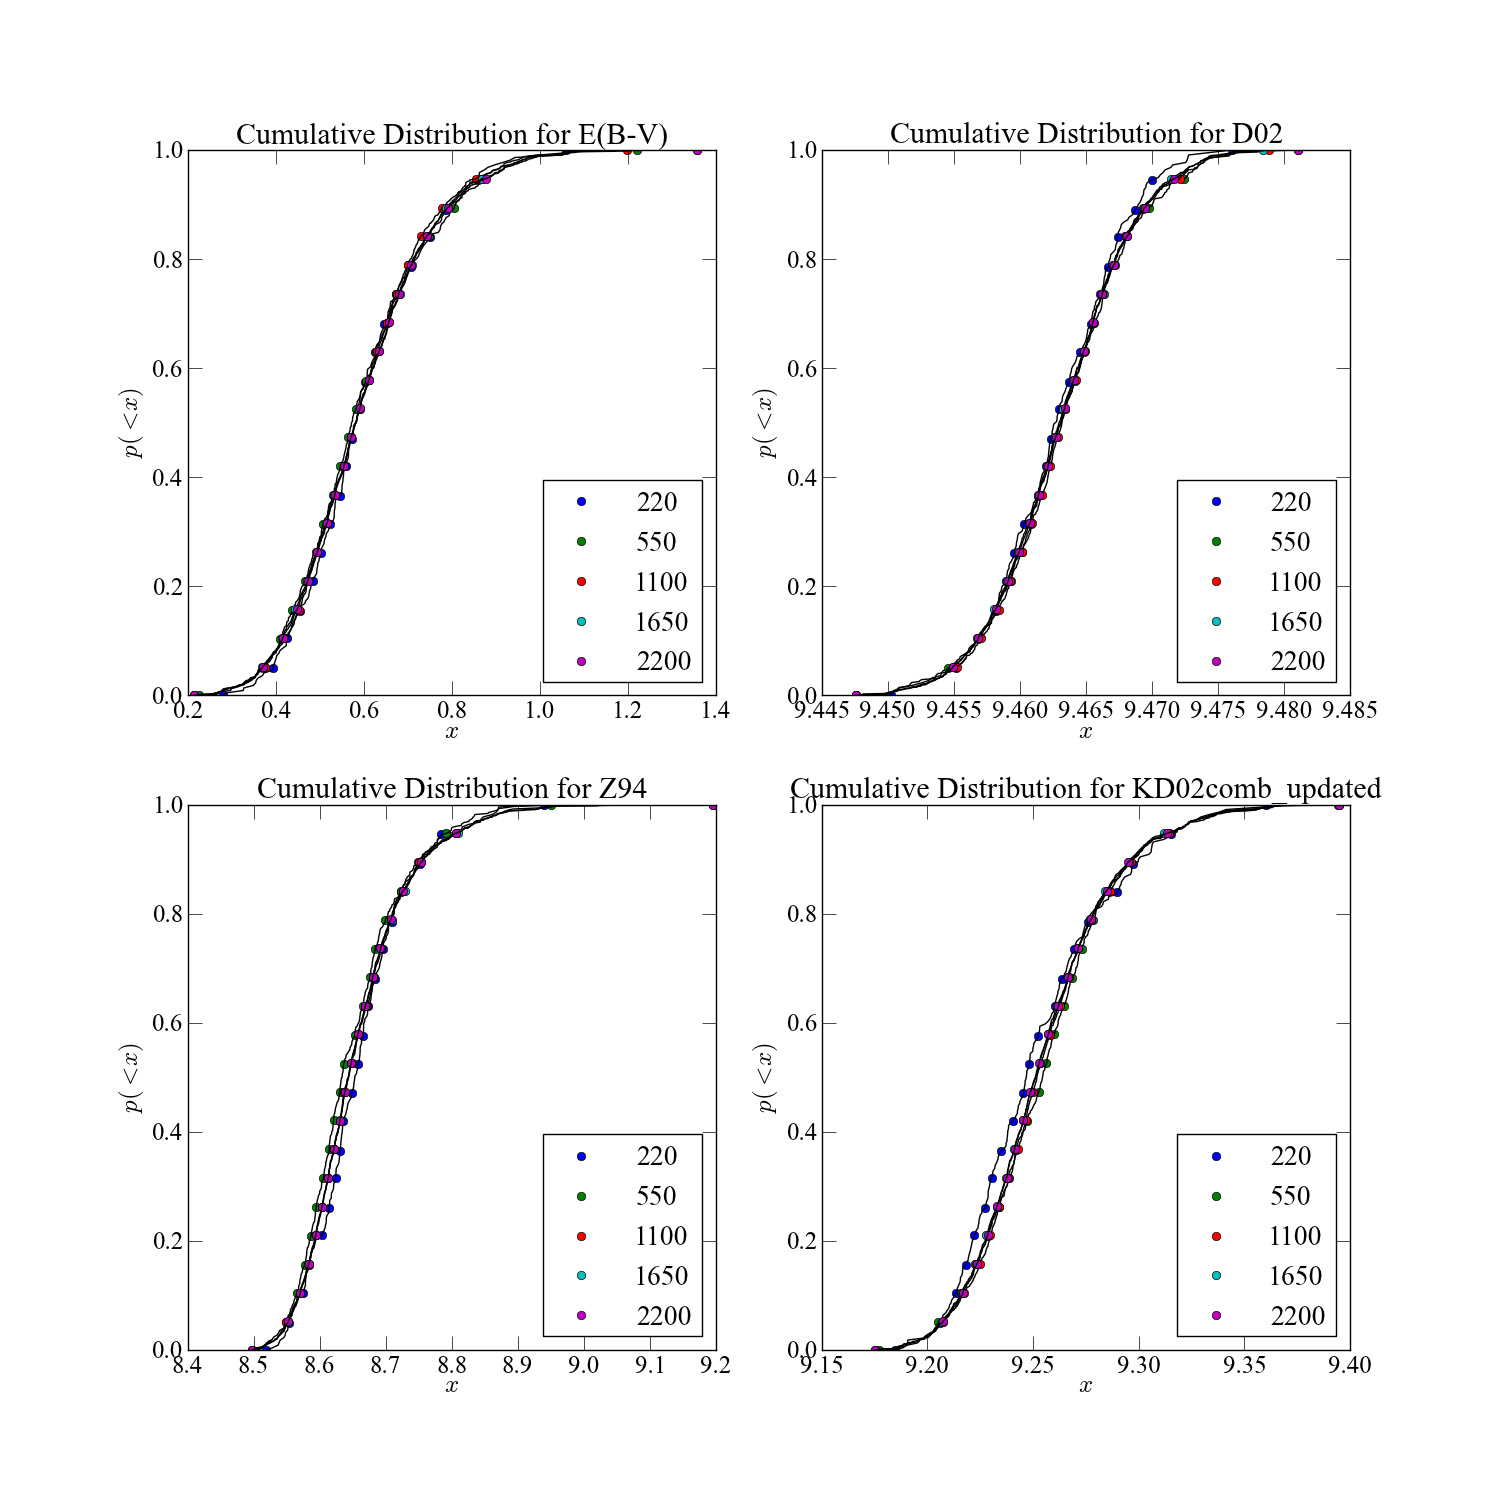 Cumulative Distribution for E(B-V)
1.0
0.8
0.6
0.4
0.2
0.0
p(<x)
220
550
1100
1650
2200
0.2 0.4 0.6 0.8 1.0 1.2 1.4
x
Cumulative Distribution for D02
1.0
0.8
0.6
0.4
0.2
0.0
p(<x)
220
550
1100
1650
2200
9.445 9.450 9.455 9.460 9.465 9.470 9.475 9.480 9.485
x
Cumulative Distribution for Z94
1.0
0.8
0.6
0.4
0.2
0.0
p(<x)
220
550
1100
1650
2200
8.4 8.5 8.6 8.7 8.8 8.9 9.0 9.1 9.2
x
Cumulative Distribution for KD02comb_updated
1.0
0.8
0.6
0.4
0.2
0.0
p(<x)
220
550
1100
1650
2200
9.15 9.20 9.25 9.30 9.35 9.40
x